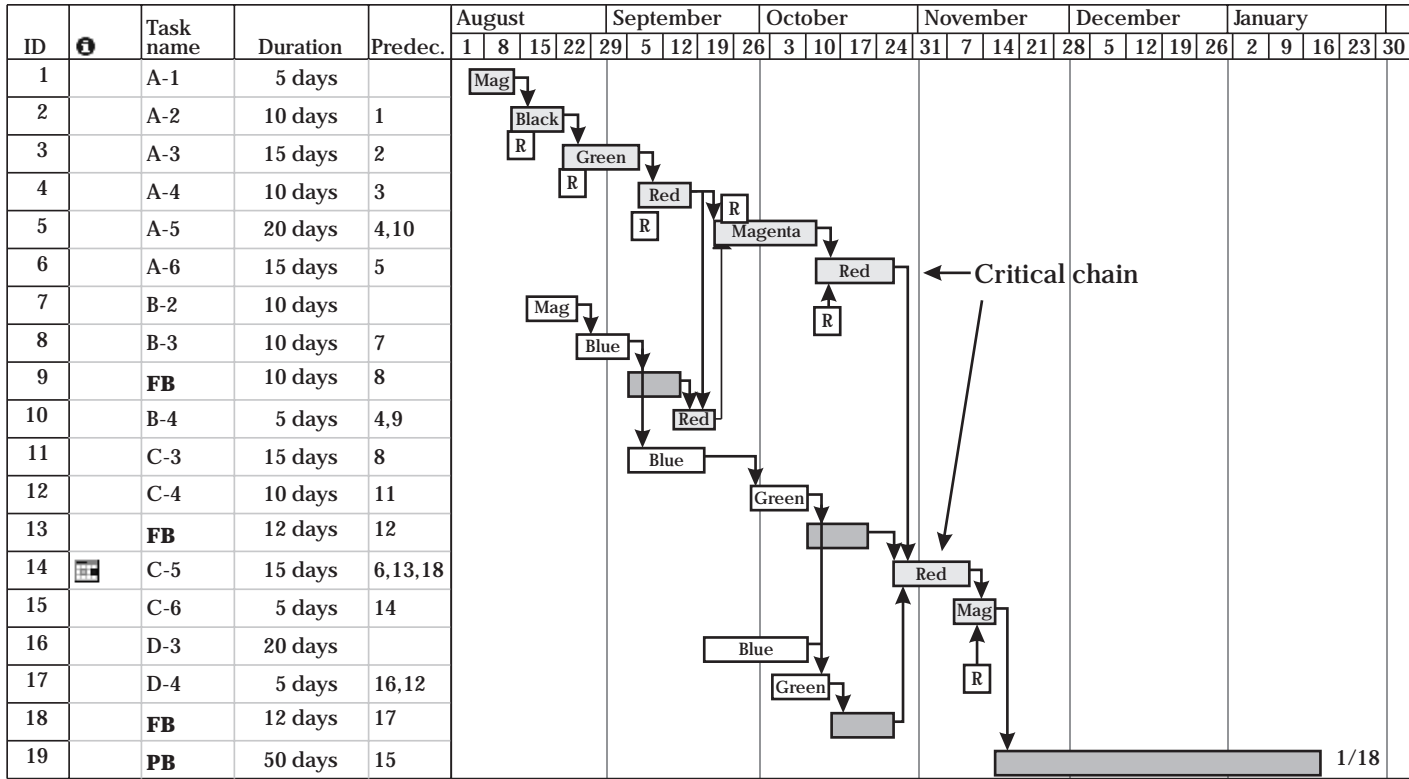 August September October November December January
ID Task name Duration Predec. 1 8 15 22 29 5 12 19 26 3 10 17 24 31 7 14 21 28 5 12 19 26 2 9 16 23 30
1 A-1 5 days Mag
2 A-2 10 days 1 Black
R
3 A-3 15 days 2 Green
R
4 A-4 10 days 3 Red
R
R
5 A-5 20 days 4,10 Magenta
6 A-6 15 days 5 Red
Critical chain
7 B-2 10 days Mag
R
8 B-3 10 days 7 Blue
9 FB 10 days 8
10 B-4 5 days 4,9 Red
11 C-3 15 days 8 Blue
12 C-4 10 days 11 Green
13 FB 12 days 12
14 C-5 15 days 6,13,18 Red
15 C-6 5 days 14 Mag
16 D-3 20 days Blue
17 D-4 5 days 16,12 Green
R
18 FB 12 days 17
19 PB 50 days 15 1/18